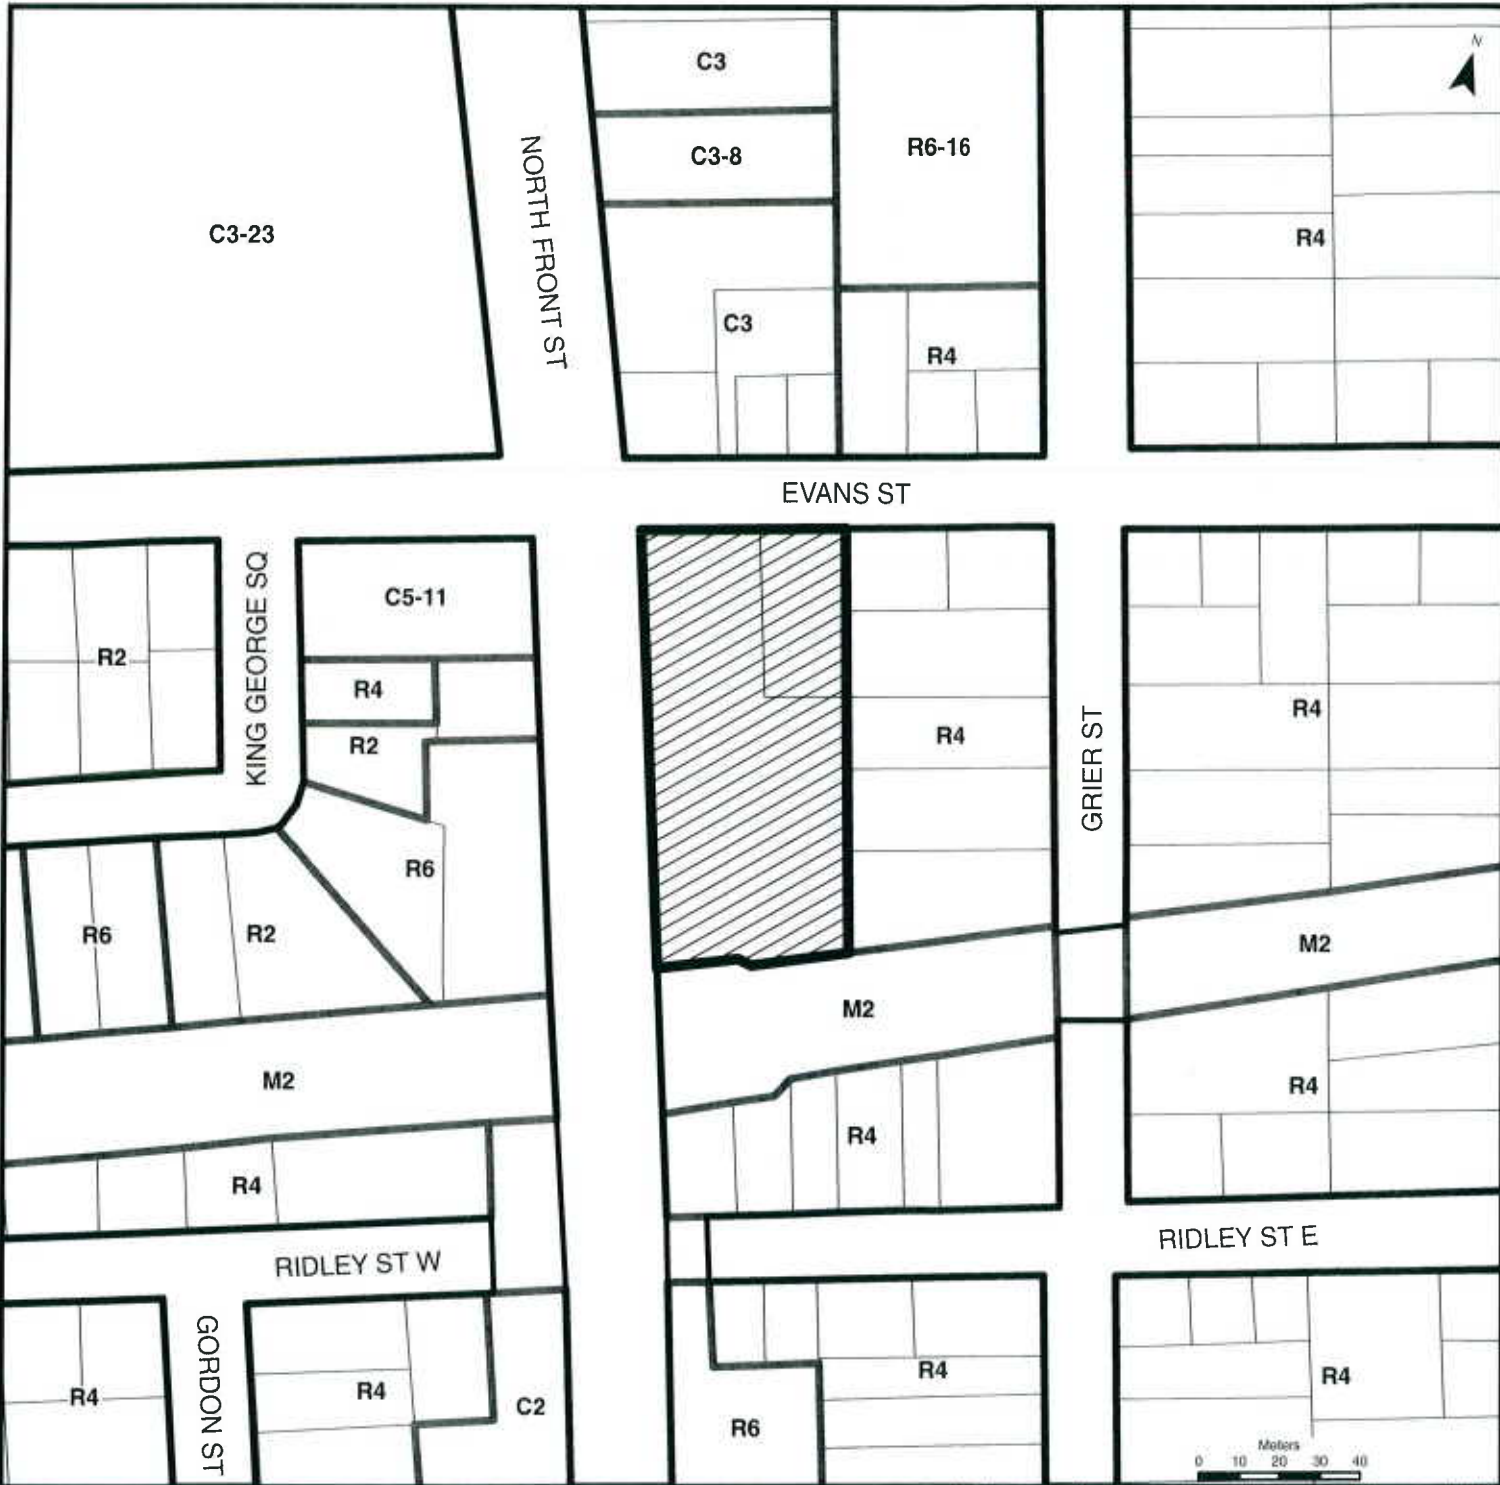 C3
N
C3-8
R6-16
NORTH FRONT ST
C3-23
R4
C3
R4
EVANS ST
KING GEORGE SQ
C5-11
R2
R4
R2
R4
GRIER ST
R4
R6
R6
R2
M2
M2
M2
R4
R4
R4
RIDLEY ST W
RIDLEY ST E
GORDON ST
R4
R4
C2
R4
R6
R4
Meters
0 10 20 30 40